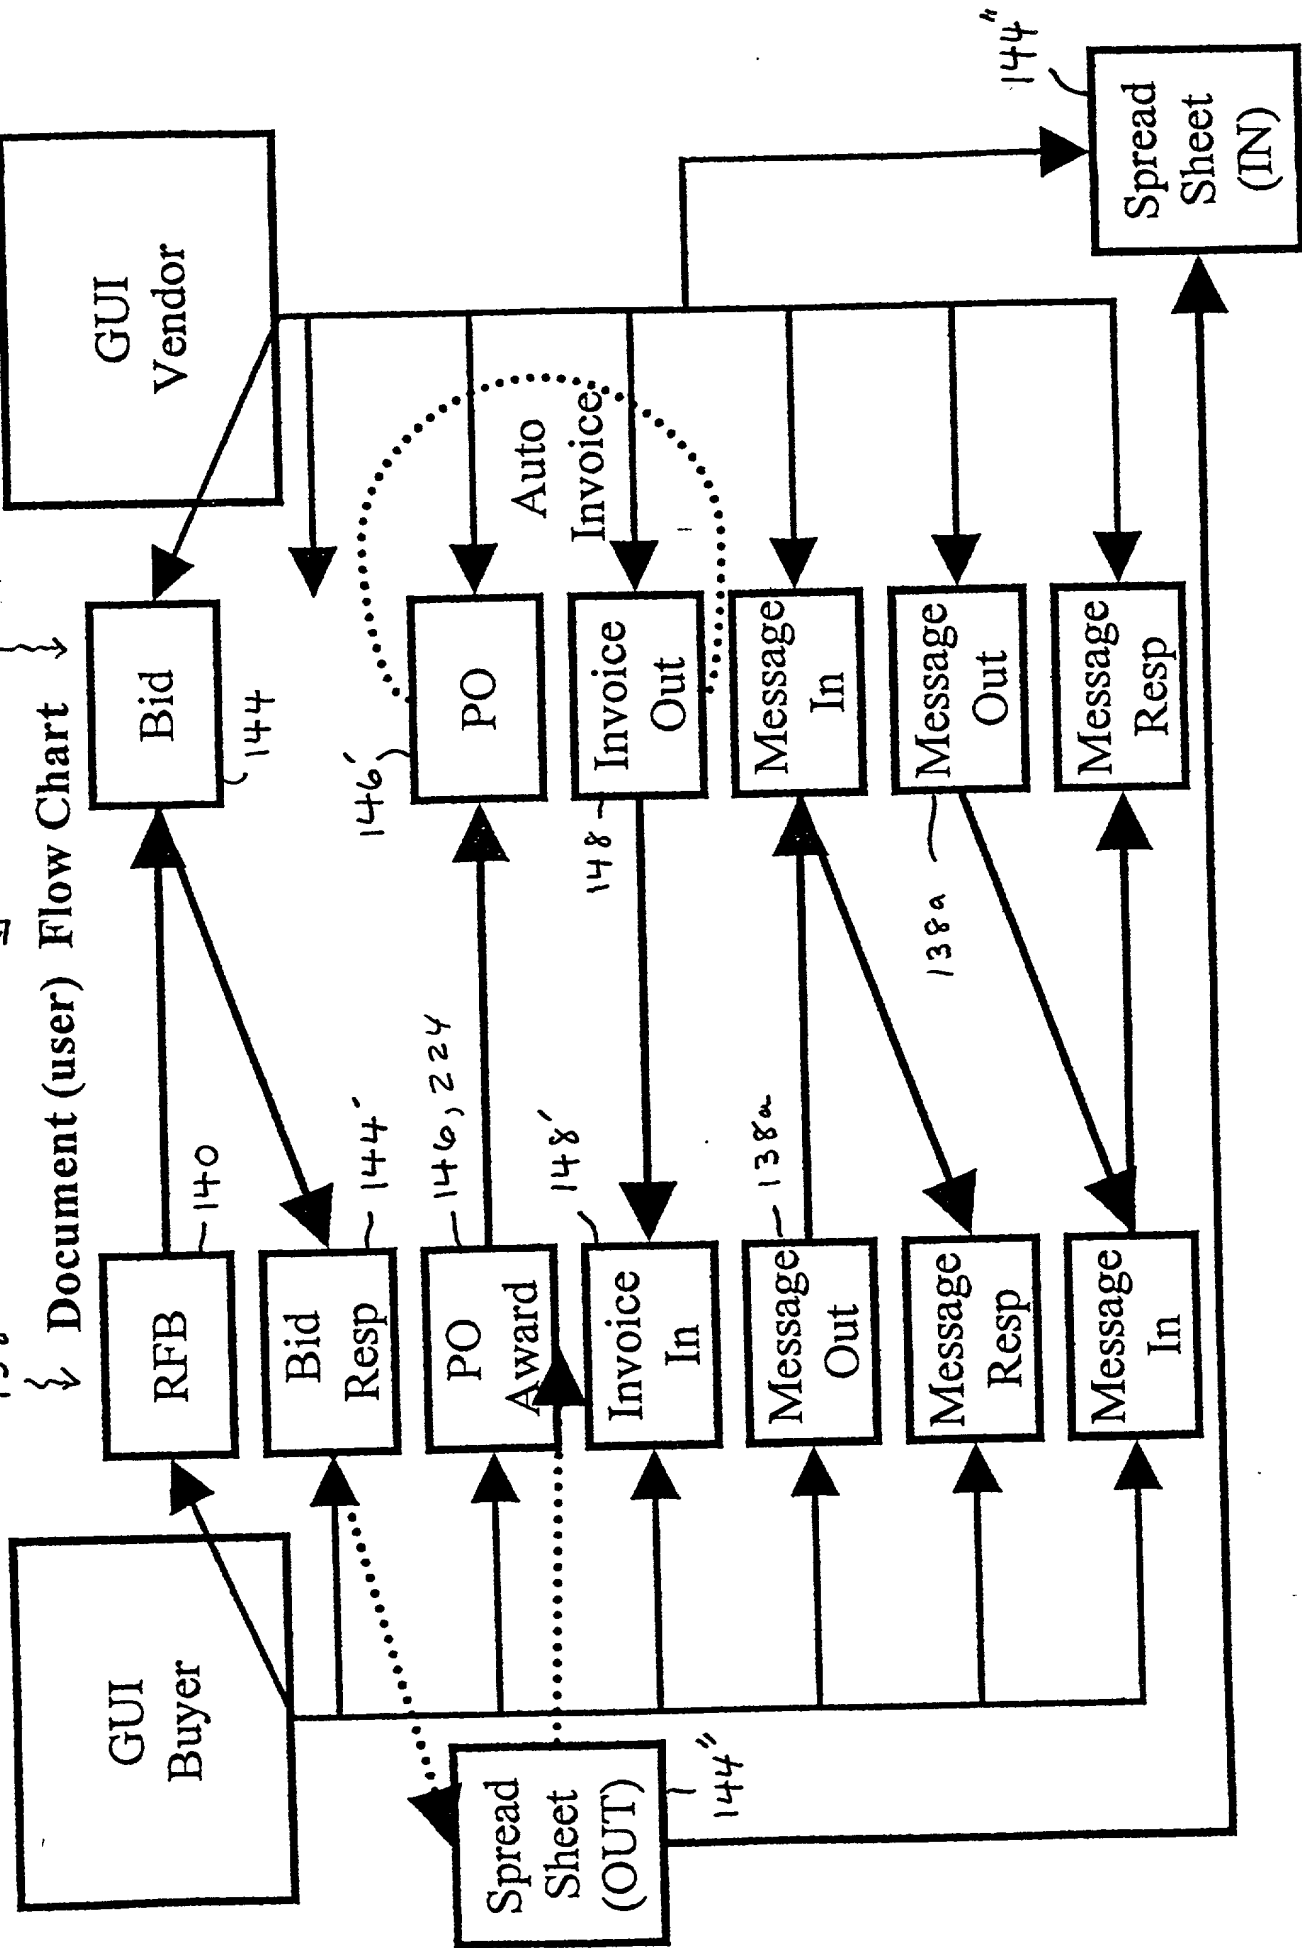 Document (user) Flow Chart
GUI
Buyer
GUI
Vendor
RFB
140
Bid
144
Bid
Resp
144'
PO
Award
146, 224
PO
146'
Auto
Invoice
Invoice
In
148'
Invoice
Out
148
Message
Out
138a
Message
In
Message
Resp
Message
Out
138a
Message
In
Message
Resp
Spread
Sheet
(OUT)
144"
Spread
Sheet
(IN)
144"